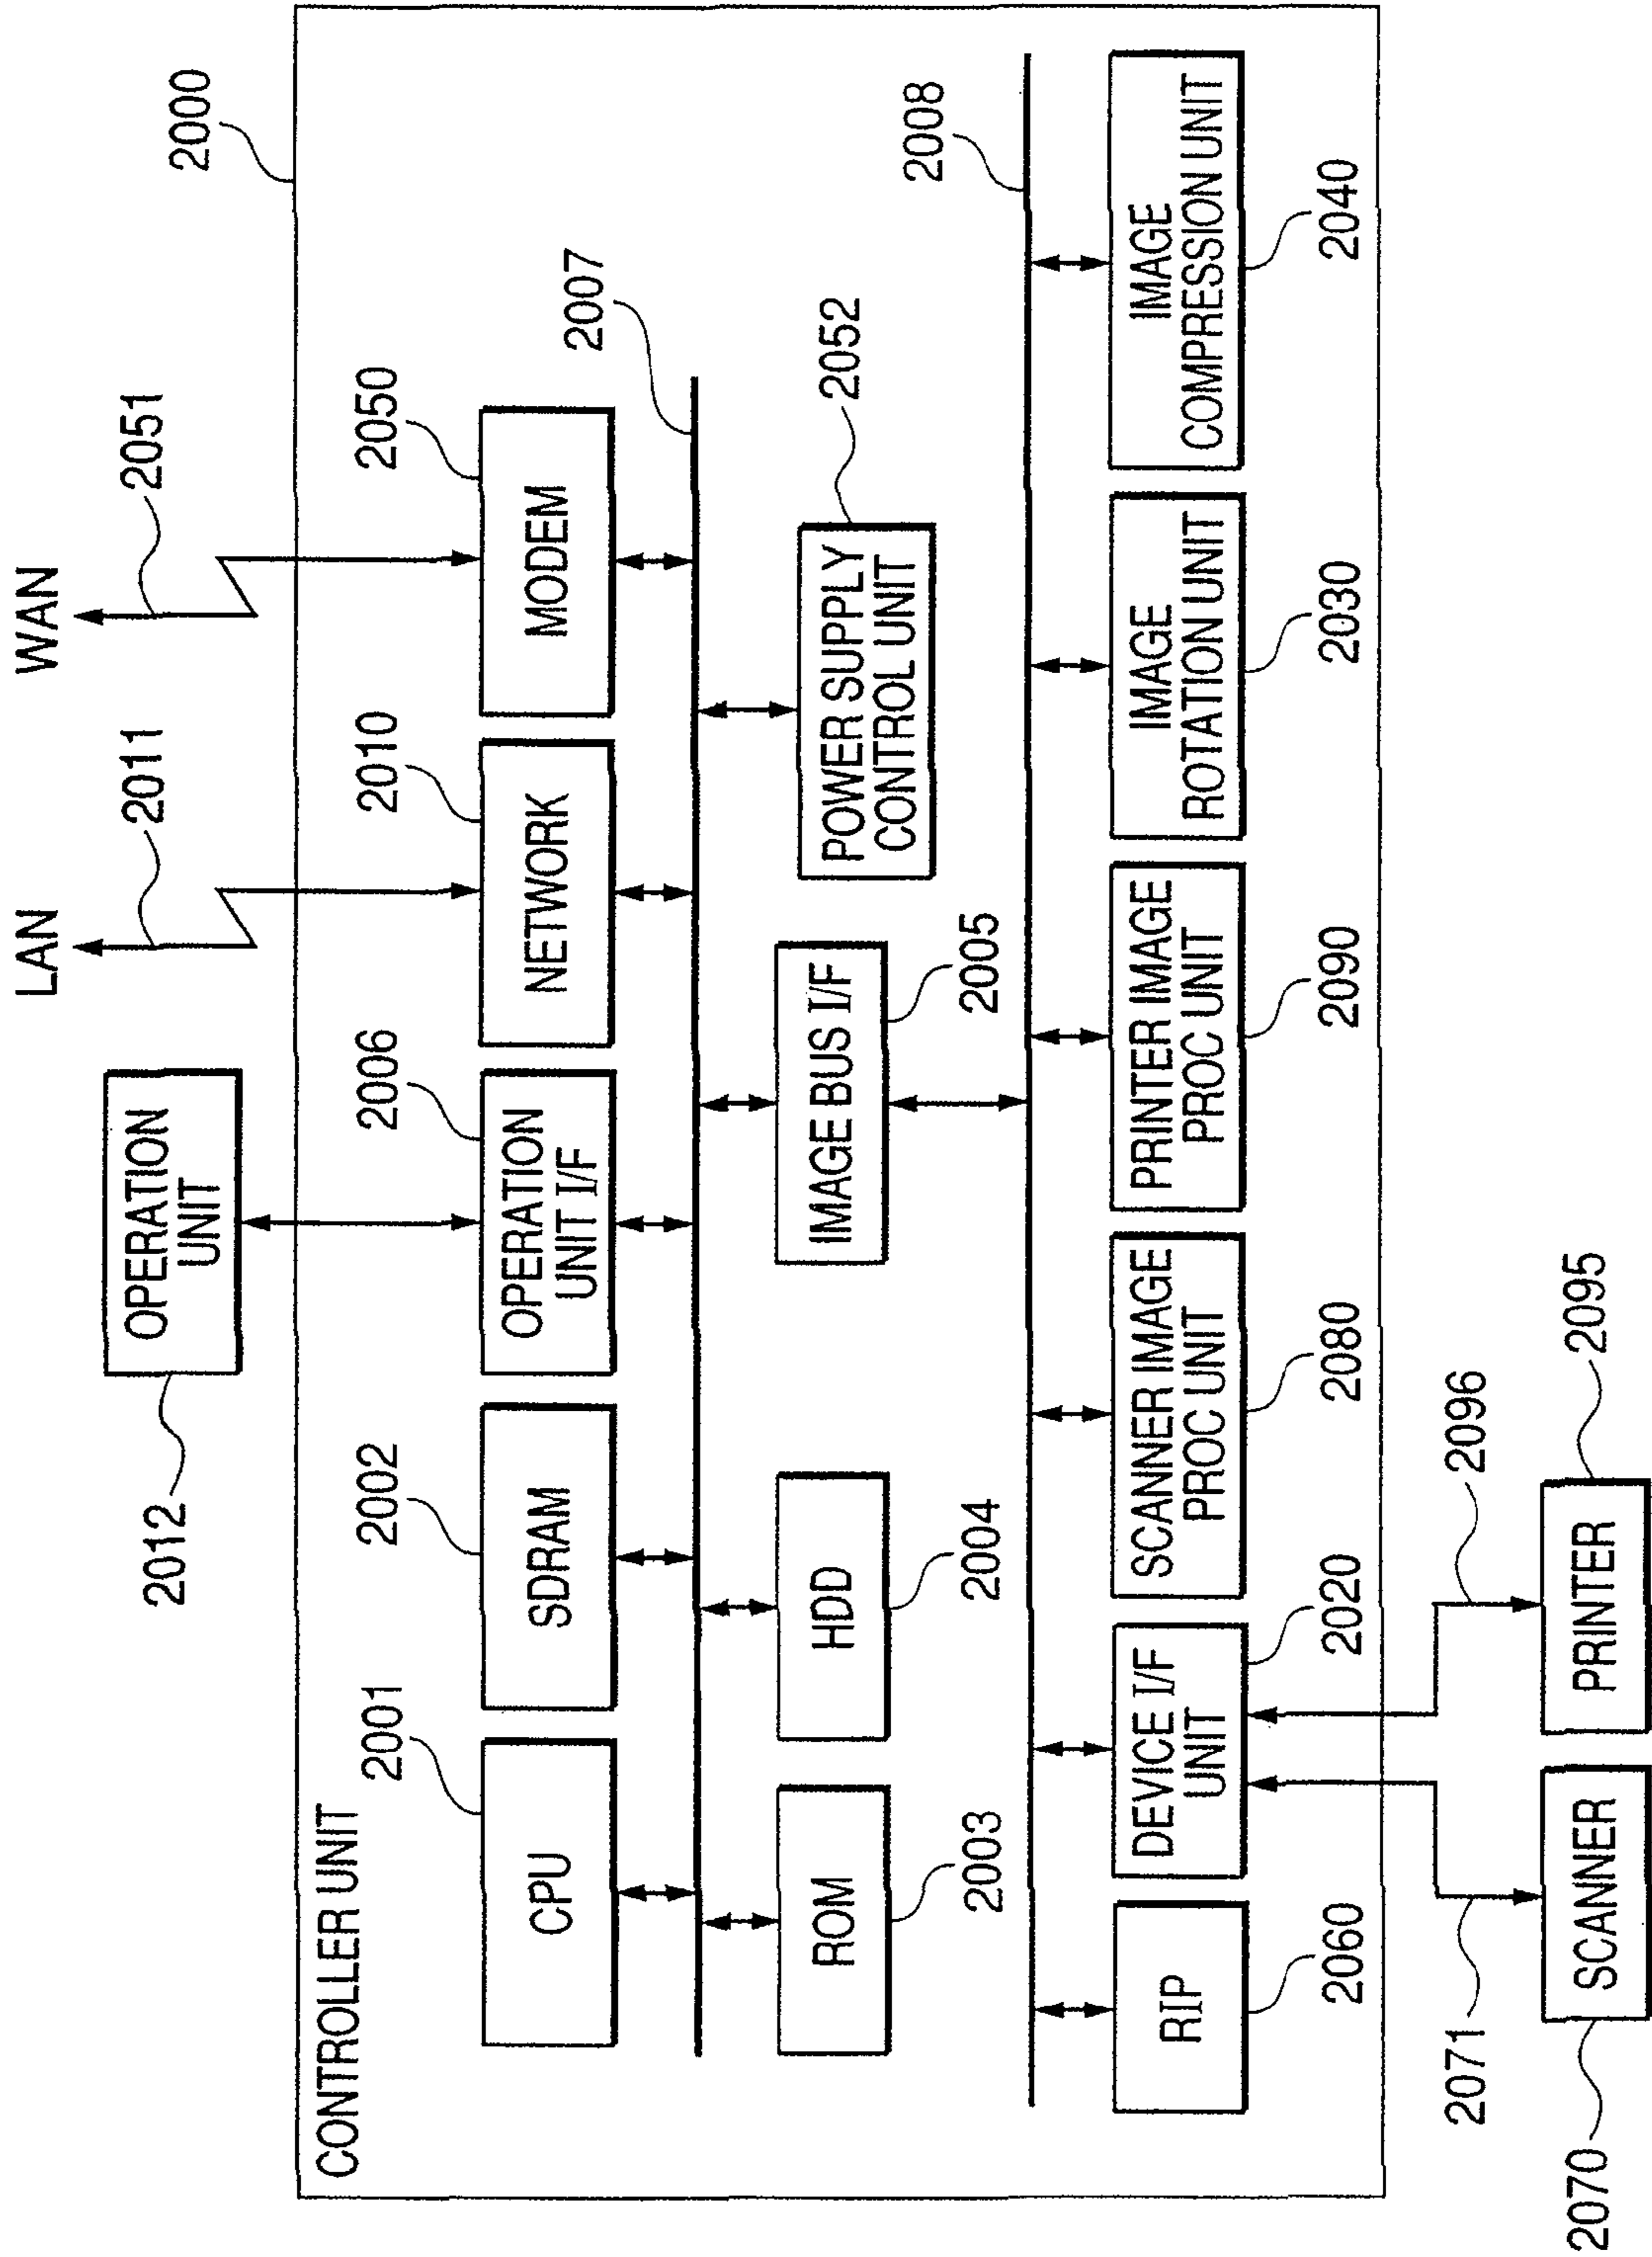 LAN
WAN
2011
2051
2000
OPERATION
UNIT
2012
CONTROLLER UNIT
2001
2002
2006
2010
2050
CPU
SDRAM
OPERATION
UNIT I/F
NETWORK
MODEM
2007
ROM
HDD
IMAGE BUS I/F
POWER SUPPLY
CONTROL UNIT
2052
2003
2004
2005
2008
RIP
DEVICE I/F
UNIT
SCANNER IMAGE
PROC UNIT
PRINTER IMAGE
PROC UNIT
IMAGE
ROTATION UNIT
IMAGE
COMPRESSION UNIT
2060
2020
2080
2090
2030
2040
2071
2096
2070
SCANNER
PRINTER
2095